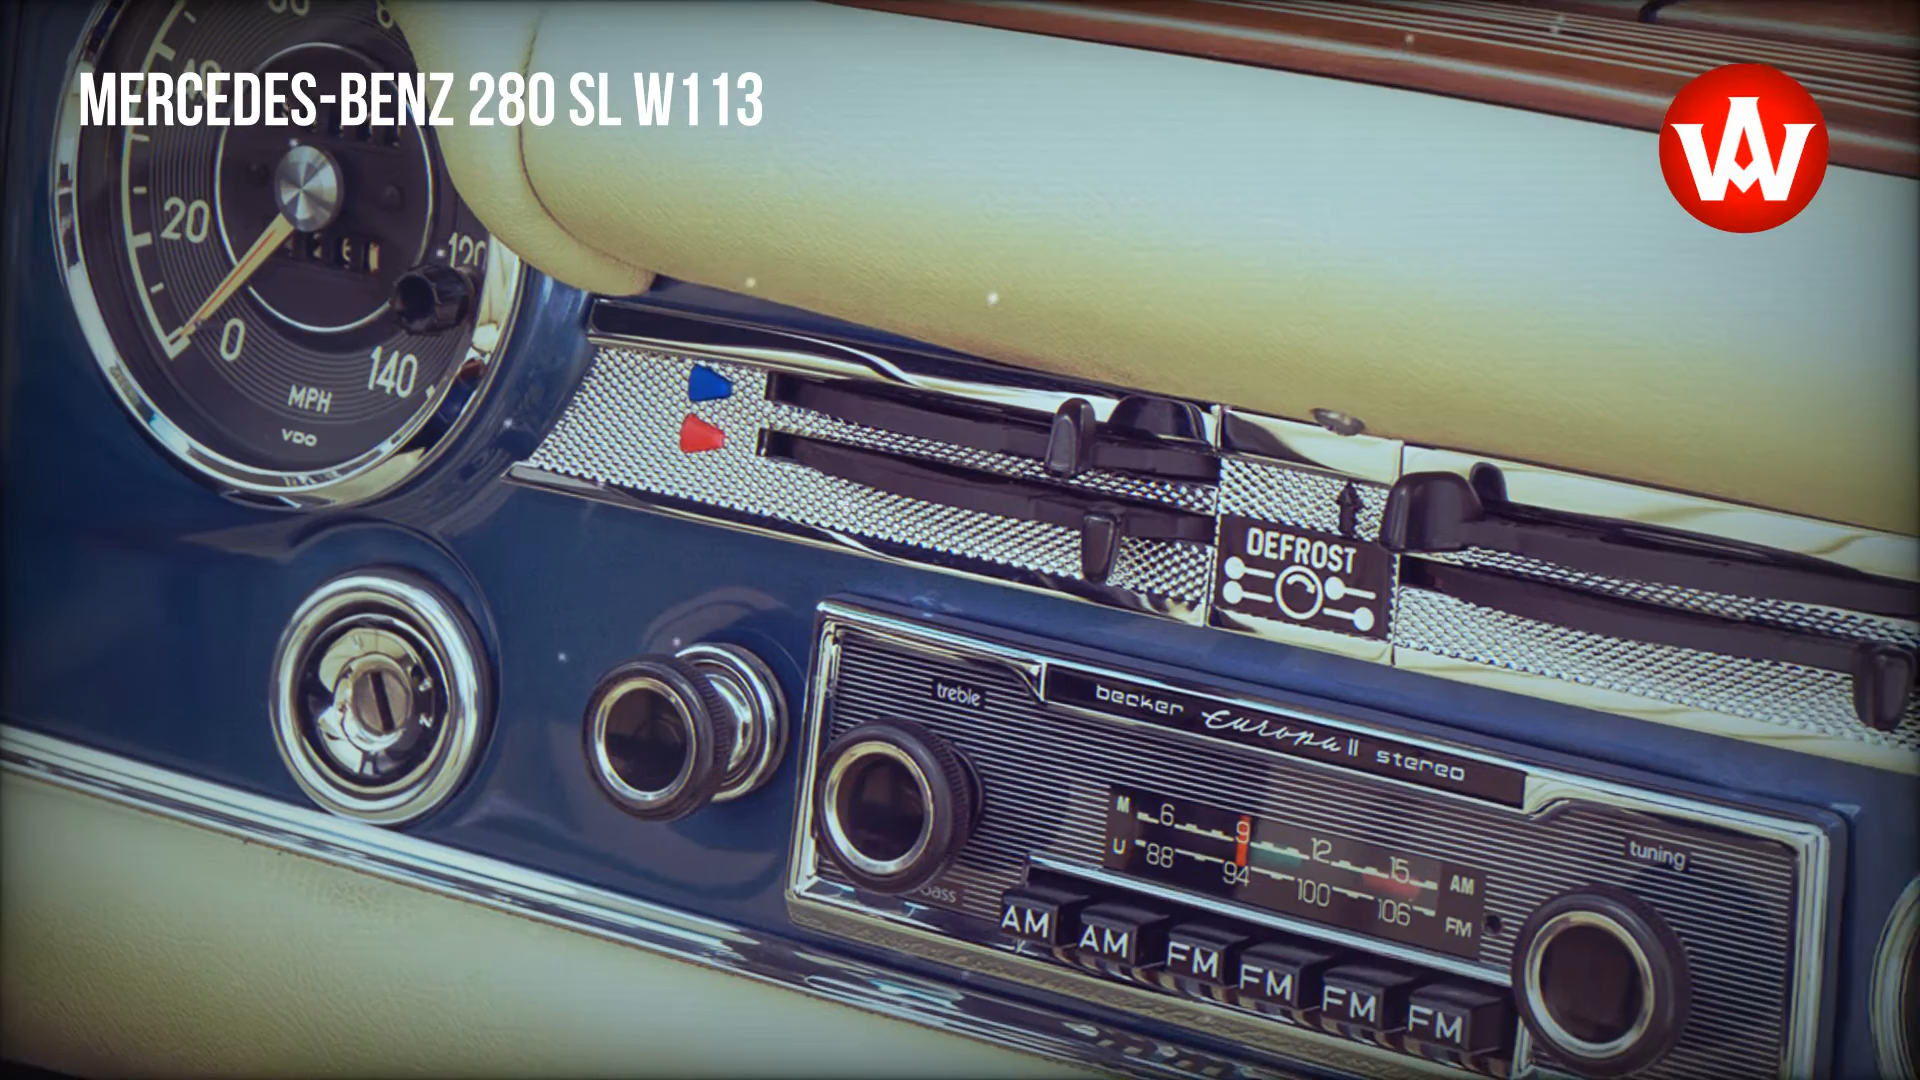 MERCEDES-BENZ 280 SL W113
20
120
0
140
MPH
VDO
DEFROST
treble
becker Europa II stereo
M 6 9 12 15 AM
U 88 94 100 106 FM
tuning
bass
AM AM FM FM FM FM